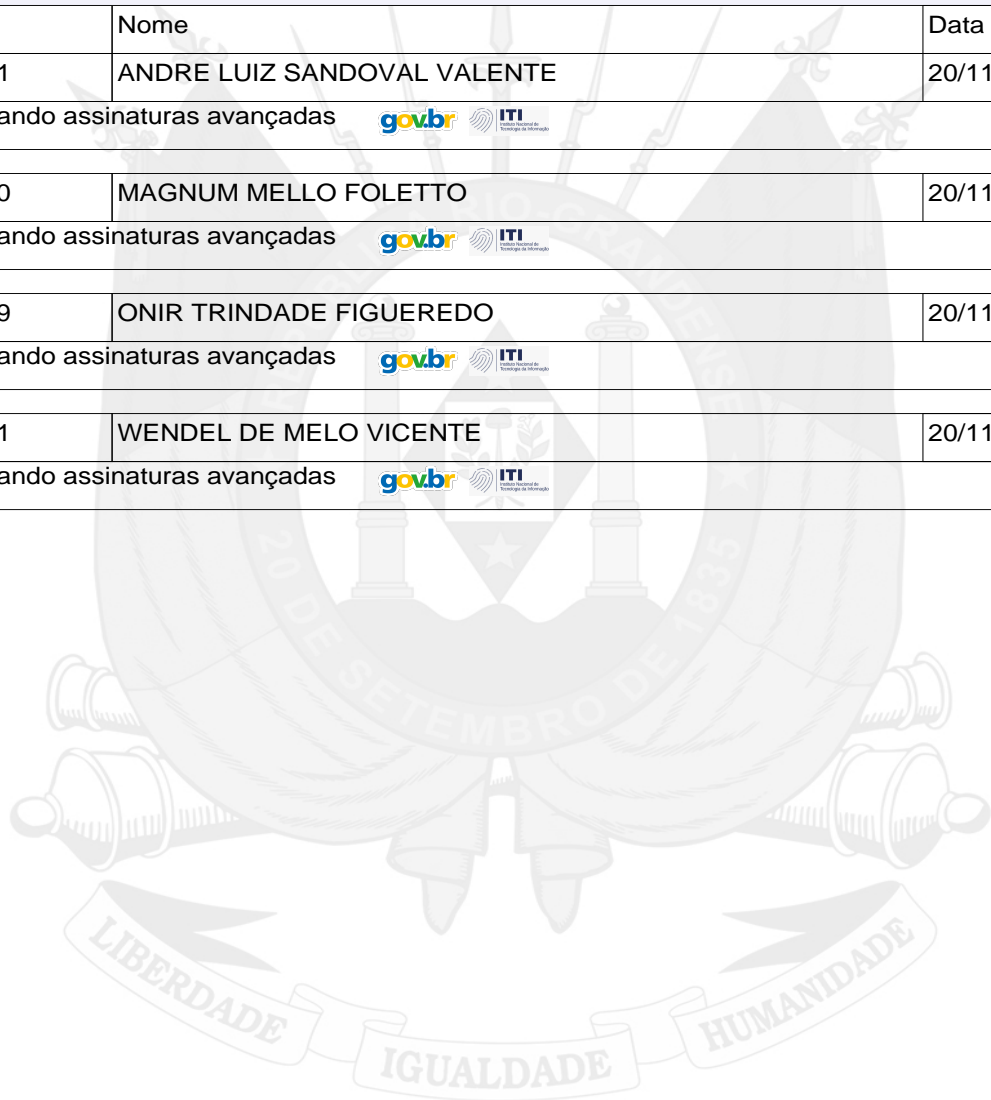 Nome Data
1 ANDRE LUIZ SANDOVAL VALENTE 20/11
ando assinaturas avançadas gov.br ITI
0 MAGNUM MELLO FOLETTO 20/11
ando assinaturas avançadas gov.br ITI
9 ONIR TRINDADE FIGUEREDO 20/11
ando assinaturas avançadas gov.br ITI
1 WENDEL DE MELO VICENTE 20/11
ando assinaturas avançadas gov.br ITI
REPÚBLICA RIO-GRANDENSE
20 DE SETEMBRO DE 1835
LIBERDADE IGUALDADE HUMANIDADE